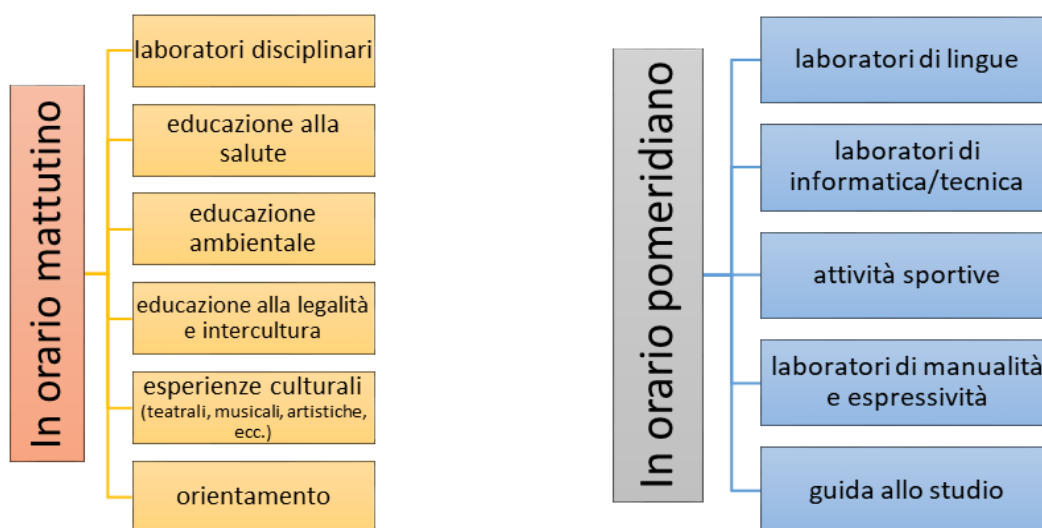 In orario mattutino
laboratori disciplinari
educazione alla
salute
educazione
ambientale
educazione alla legalità
e intercultura
esperienze culturali
(teatrali, musicali, artistiche,
ecc.)
orientamento
In orario pomeridiano
laboratori di lingue
laboratori di
informatica/tecnica
attività sportive
laboratori di manualità
e espressività
guida allo studio